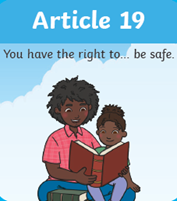 Article 19
You have the right to... be safe.